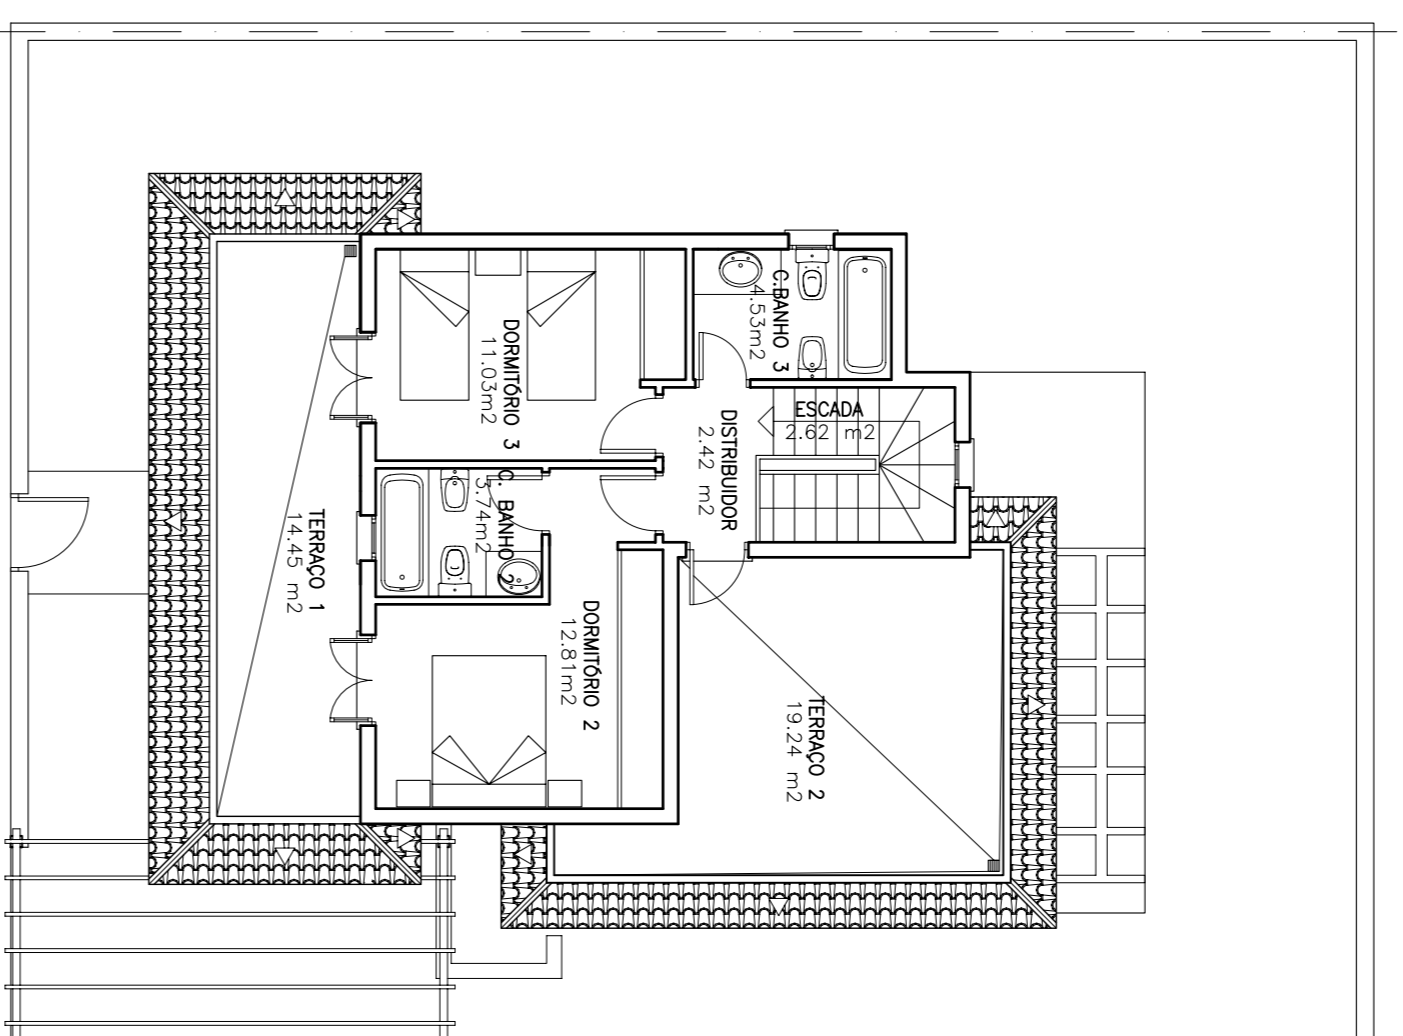 C.BANHO 3
4.53m2
DORMITÓRIO 3
11.03m2
ESCADA
2.62 m2
DISTRIBUIDOR
2.42 m2
C. BANHO 2
3.74m2
TERRAÇO 1
14.45 m2
DORMITÓRIO 2
12.81m2
TERRAÇO 2
19.24 m2